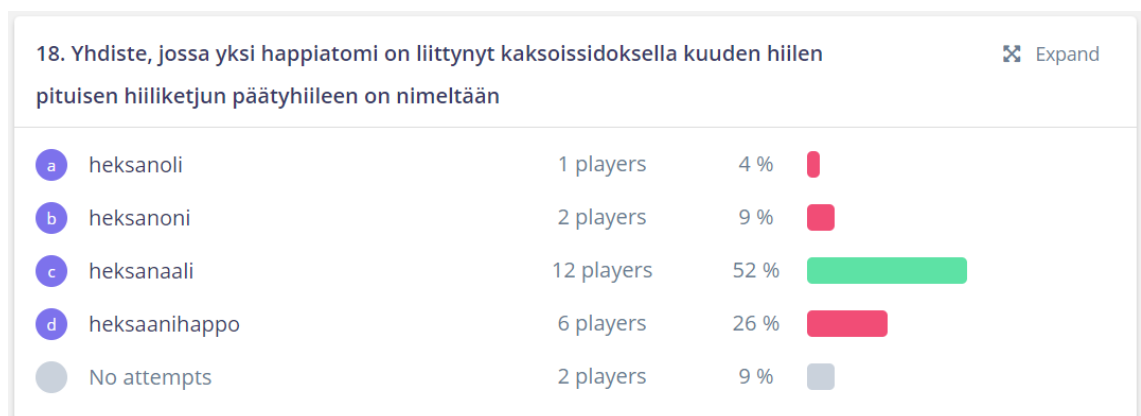 18. Yhdiste, jossa yksi happiatomi on liittynyt kaksoissidoksella kuuden hiilen
Expand
pituisen hiiliketjun päätyhiileen on nimeltään
a heksanoli 1 players 4 %
b heksanoni 2 players 9 %
c heksanaali 12 players 52 %
d heksaanihappo 6 players 26 %
No attempts 2 players 9 %